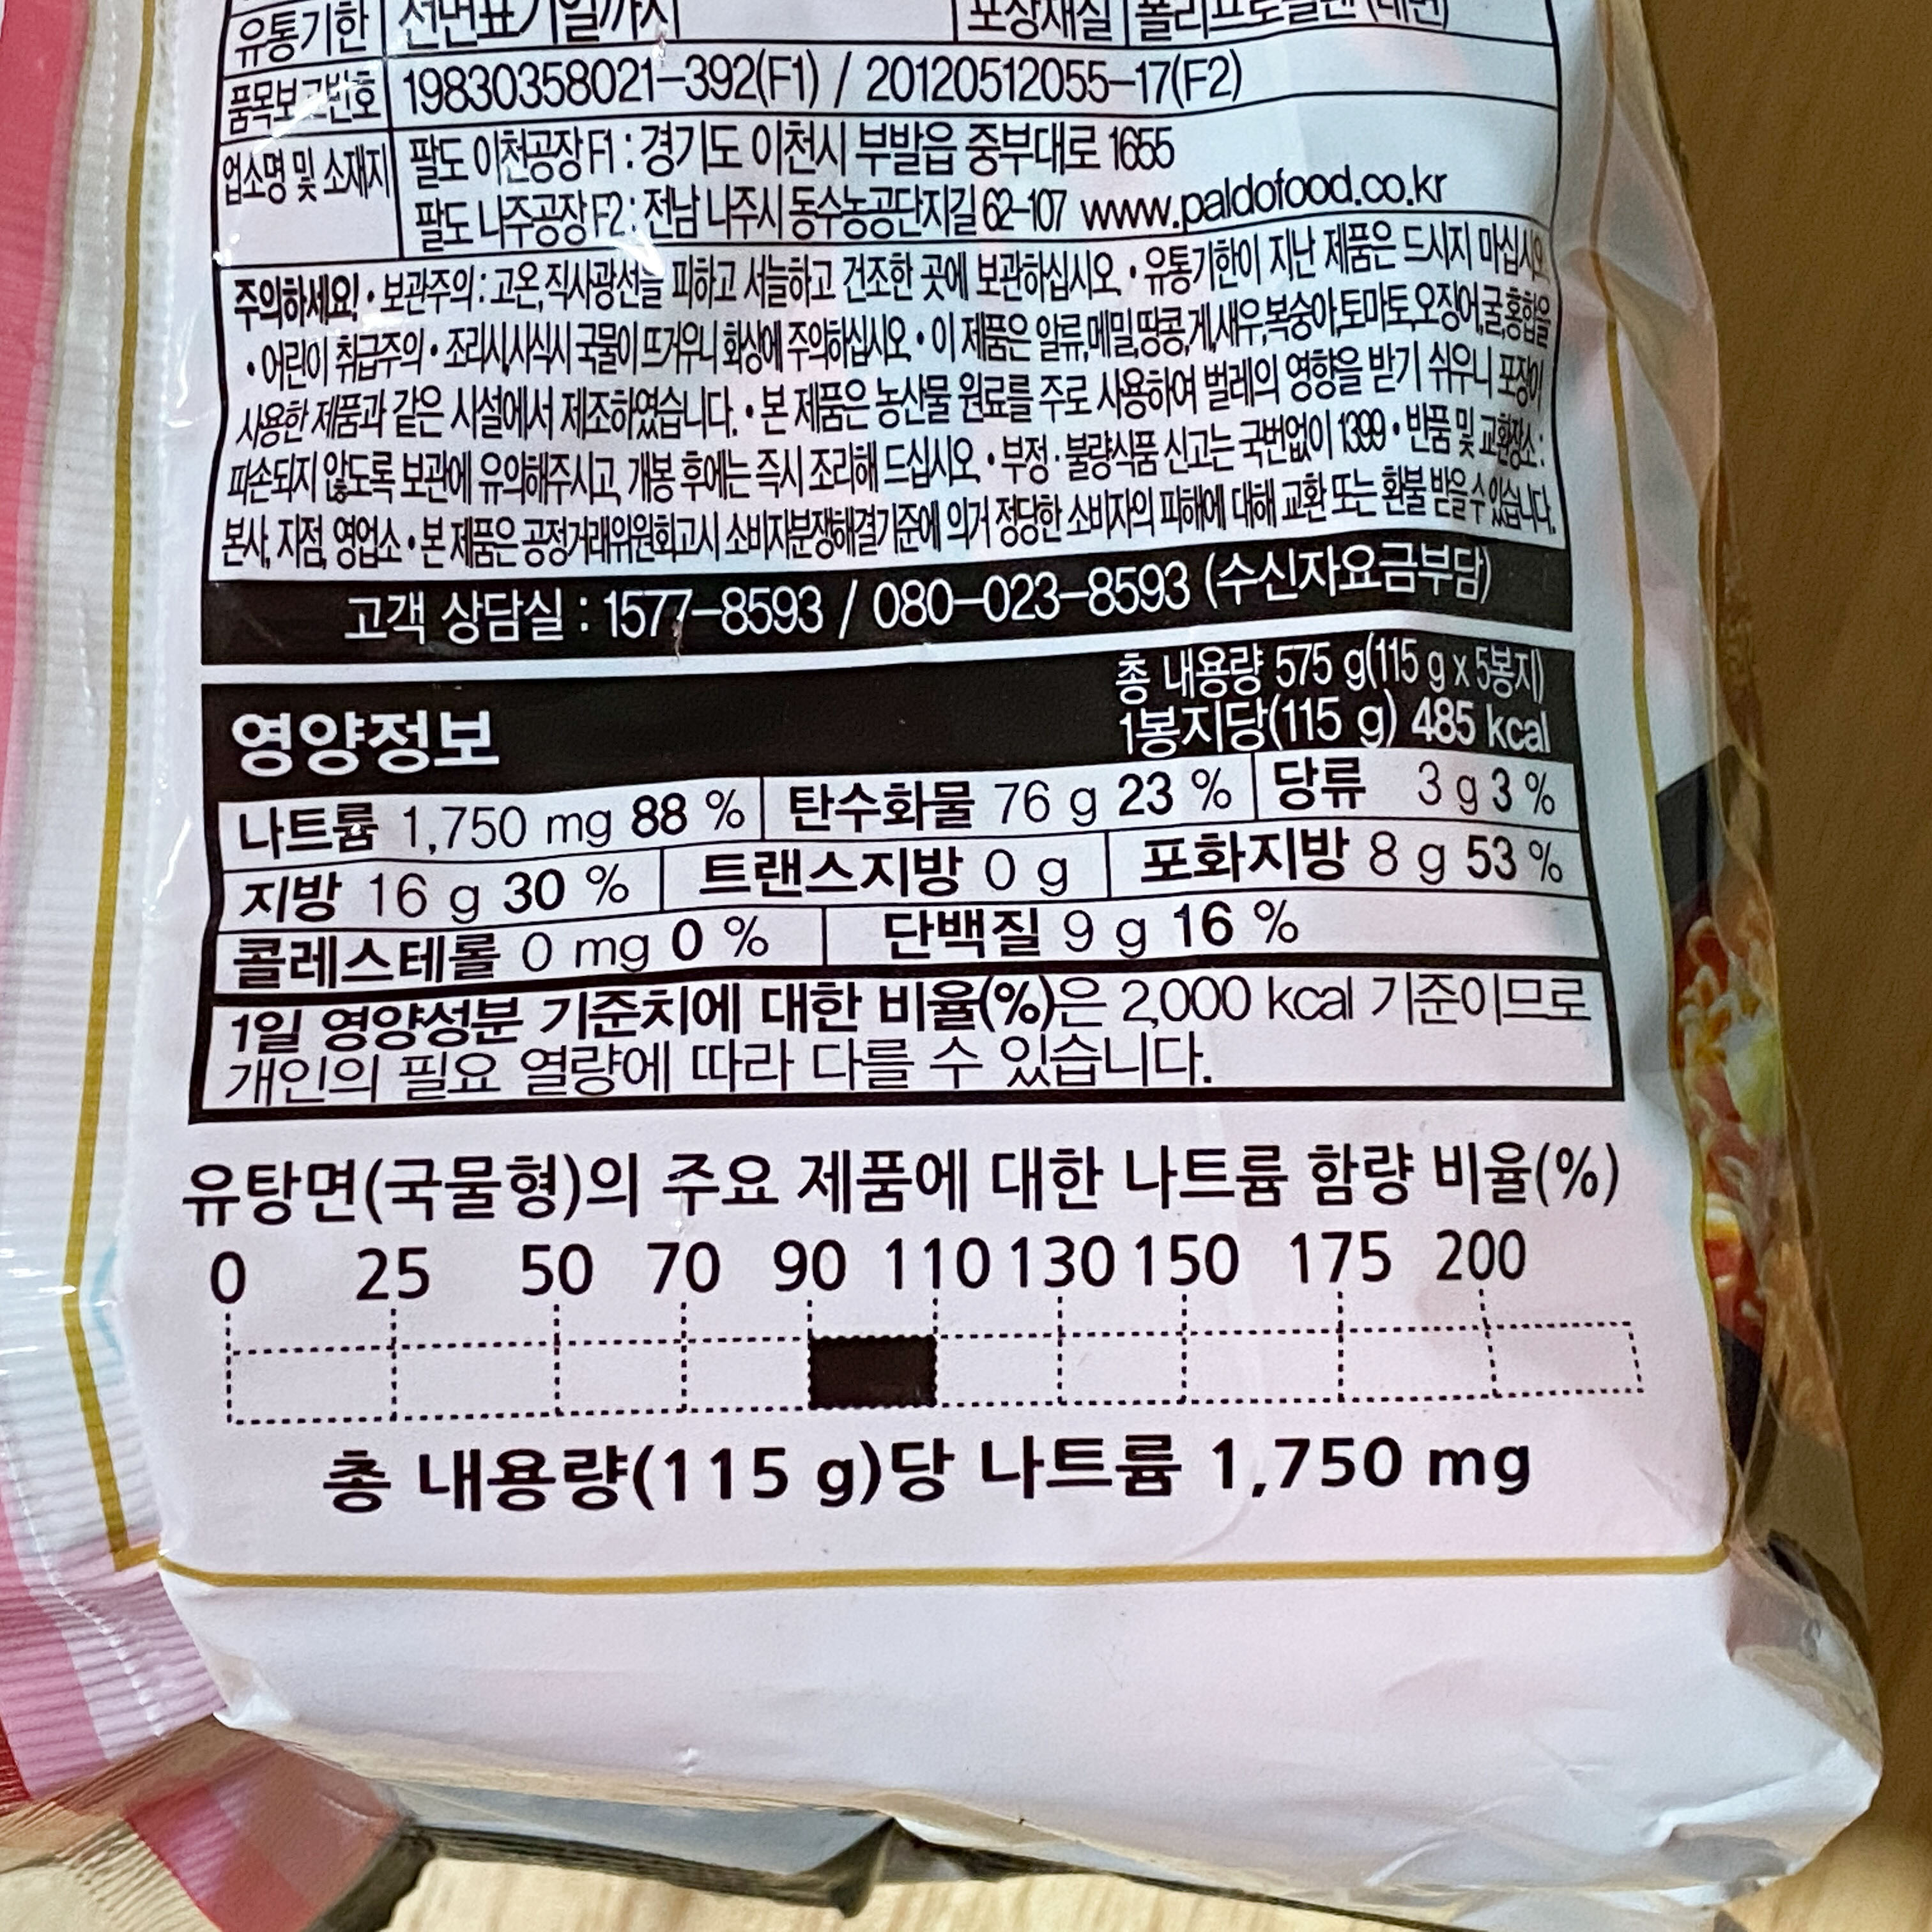 유통기한 전면표기일까지 포장재질 폴리프로필렌 (내면)
품목보고번호 19830358021-392(F1) / 20120512055-17(F2)
업소명 및 소재지 팔도 이천공장 F1 : 경기도 이천시 부발읍 중부대로 1655
팔도 나주공장 F2 : 전남 나주시 동수농공단지길 62-107 www.paldofood.co.kr
주의하세요! • 보관주의 : 고온, 직사광선을 피하고 서늘하고 건조한 곳에 보관하십시오. • 유통기한이 지난 제품은 드시지 마십시오.
• 어린이 취급주의 • 조리시,시식시 국물이 뜨거우니 화상에 주의하십시오 • 이 제품은 알류,메밀,땅콩,게,새우,복숭아,토마토,오징어,굴,홍합을
사용한 제품과 같은 시설에서 제조하였습니다. • 본 제품은 농산물 원료를 주로 사용하여 벌레의 영향을 받기 쉬우니 포장이
파손되지 않도록 보관에 유의해주시고, 개봉 후에는 즉시 조리해 드십시오. • 부정 · 불량식품 신고는 국번없이 1399 • 반품 및 교환장소 :
본사, 지점, 영업소 • 본 제품은 공정거래위원회고시 소비자분쟁해결기준에 의거 정당한 소비자의 피해에 대해 교환 또는 환불 받을 수 있습니다.
고객 상담실 : 1577-8593 / 080-023-8593 (수신자요금부담)
총 내용량 575 g(115 g x 5봉지)
영양정보 1봉지당(115 g) 485 kcal
나트륨 1,750 mg 88 % 탄수화물 76 g 23 % 당류 3 g 3 %
지방 16 g 30 % 트랜스지방 0 g 포화지방 8 g 53 %
콜레스테롤 0 mg 0 % 단백질 9 g 16 %
1일 영양성분 기준치에 대한 비율(%)은 2,000 kcal 기준이므로
개인의 필요 열량에 따라 다를 수 있습니다.
유탕면(국물형)의 주요 제품에 대한 나트륨 함량 비율(%)
0 25 50 70 90 110 130 150 175 200
총 내용량(115 g)당 나트륨 1,750 mg